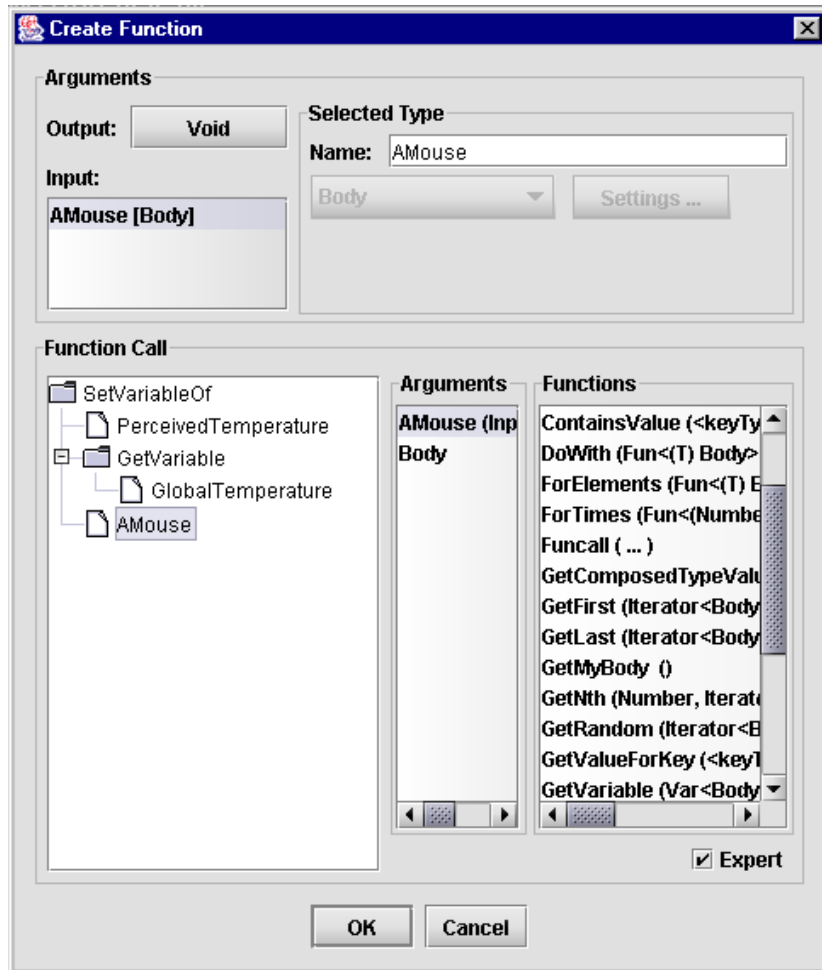 Create Function
Arguments
Output:
Void
Input:
AMouse [Body]
Selected Type
Name:
AMouse
Body
Settings ...
Function Call
SetVariableOf
PerceivedTemperature
GetVariable
GlobalTemperature
AMouse
Arguments
AMouse (Inp
Body
Functions
ContainsValue (<keyTy
DoWith (Fun<(T) Body>
ForElements (Fun<(T) E
ForTimes (Fun<(Numbe
Funcall ( ... )
GetComposedTypeValu
GetFirst (Iterator<Body
GetLast (Iterator<Body
GetMyBody ()
GetNth (Number, Iterato
GetRandom (Iterator<B
GetValueForKey (<keyT
GetVariable (Var<Body
Expert
OK
Cancel